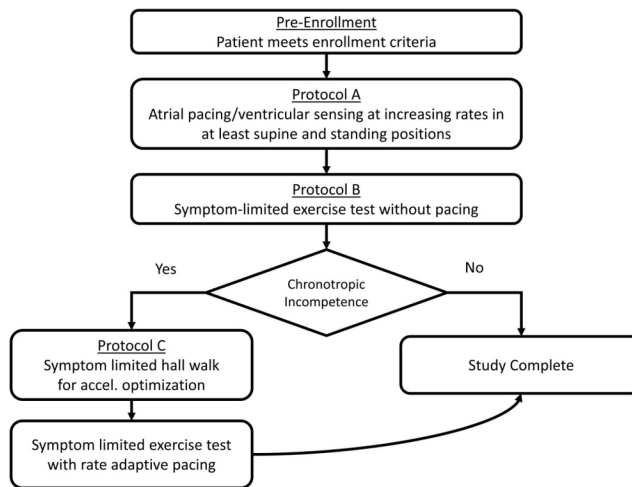 Pre-Enrollment
Patient meets enrollment criteria
Protocol A
Atrial pacing/ventricular sensing at increasing rates in
at least supine and standing positions
Protocol B
Symptom-limited exercise test without pacing
Yes
No
Chronotropic
Incompetence
Protocol C
Symptom limited hall walk
for accel. optimization
Study Complete
Symptom limited exercise test
with rate adaptive pacing